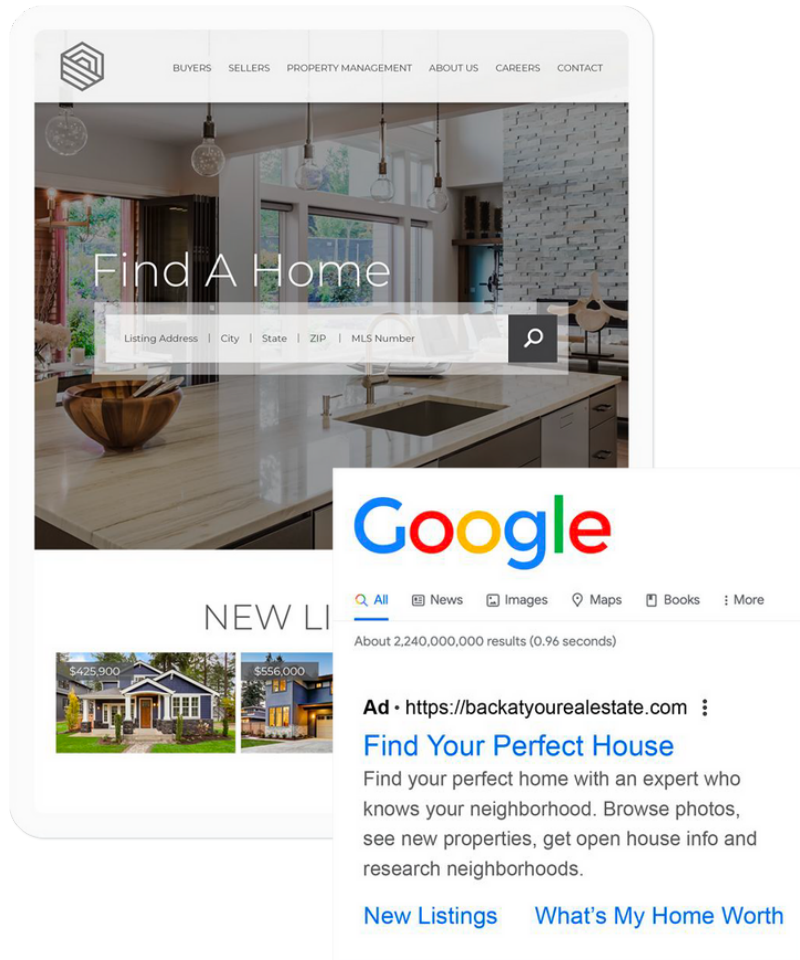 BUYERS SELLERS PROPERTY MANAGEMENT ABOUT US CAREERS CONTACT
Find A Home
Listing Address | City | State | ZIP | MLS Number
NEW LI
$425,900 $556,000
Google
All News Images Maps Books More
About 2,240,000,000 results (0.96 seconds)
Ad · https://backatyourealestate.com
Find Your Perfect House
Find your perfect home with an expert who
knows your neighborhood. Browse photos,
see new properties, get open house info and
research neighborhoods.
New Listings What's My Home Worth